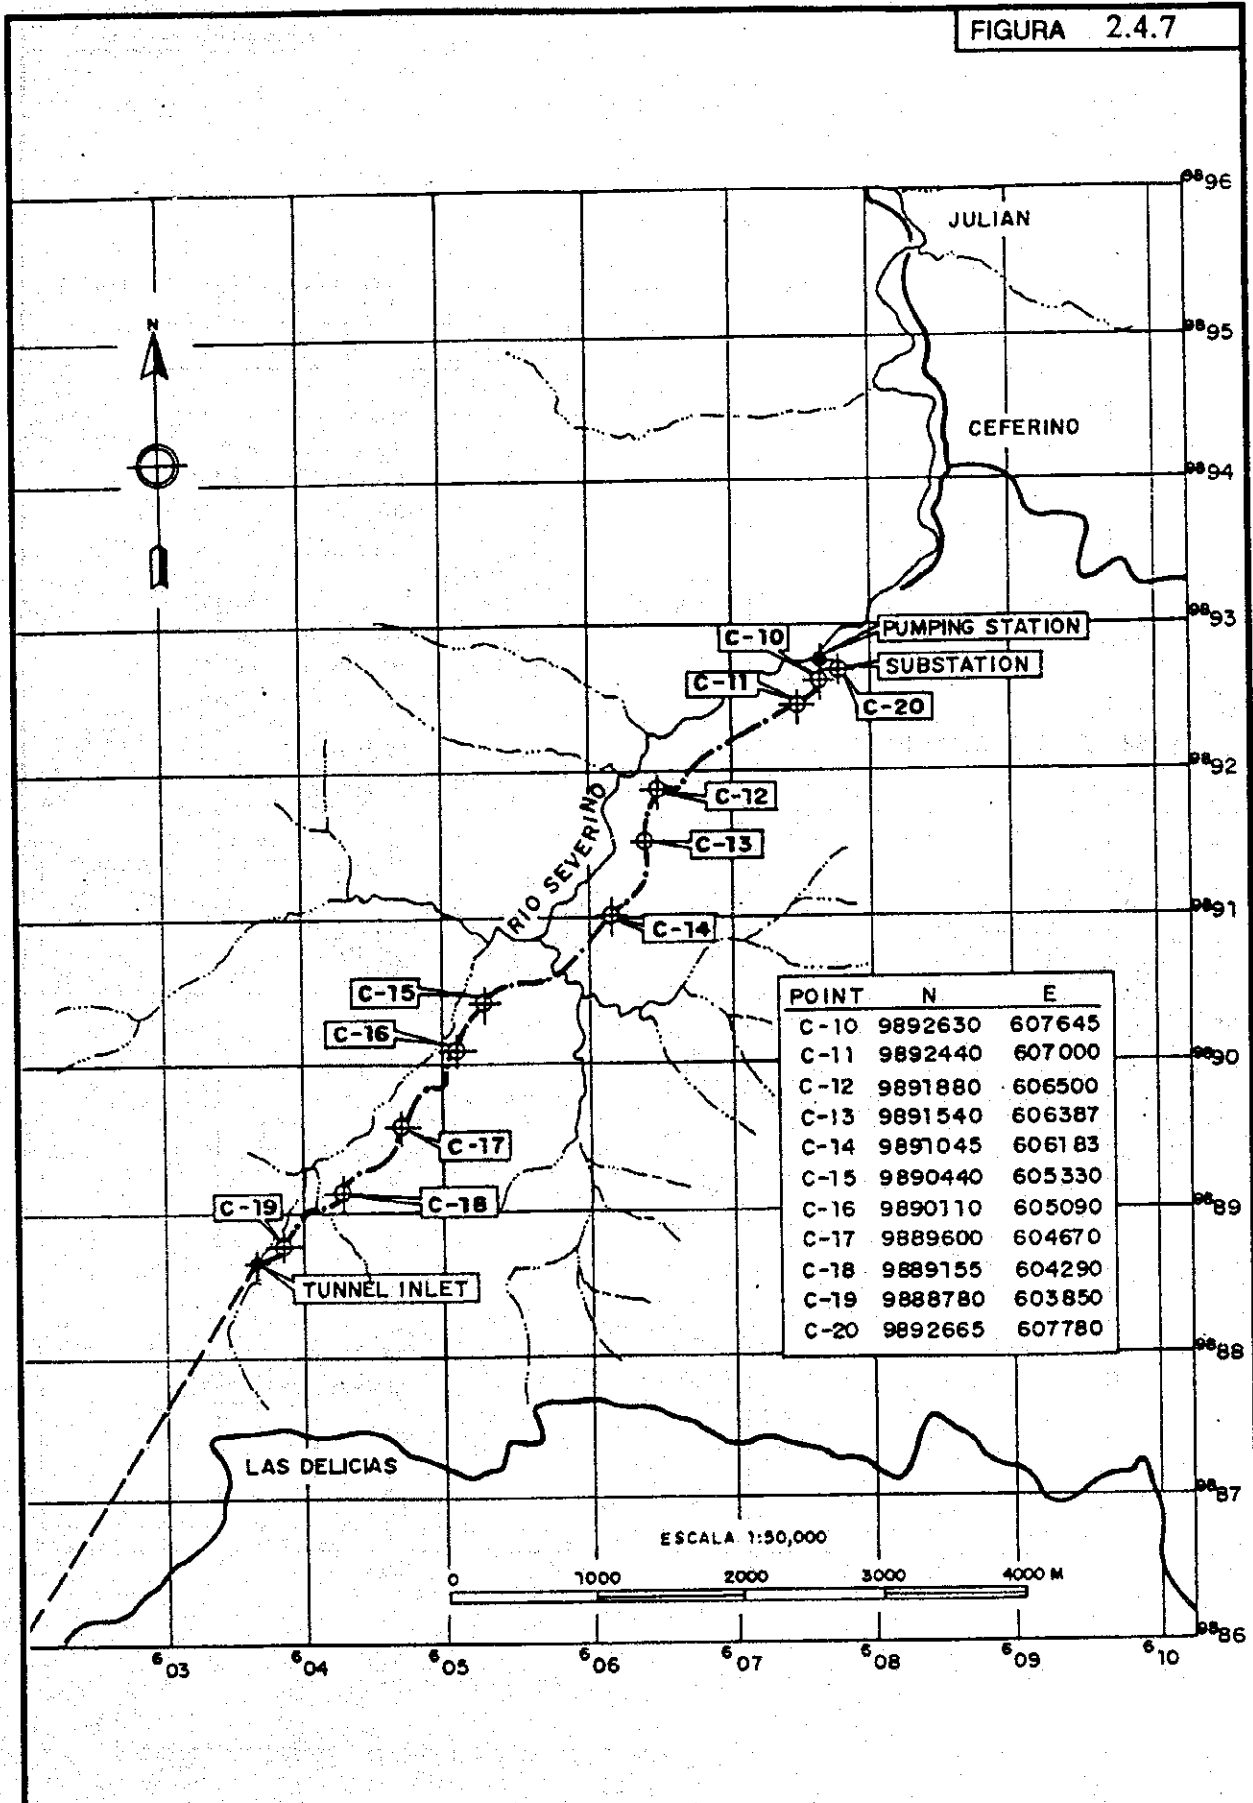 FIGURA 2.4.7
9896
JULIAN
N
9895
CEFERINO
9894
9893
C-10
PUMPING STATION
SUBSTATION
C-11
C-20
9892
C-12
RIO SEVERINO
C-13
9891
C-14
C-15
C-16
POINT N E
C-10 9892630 607645
C-11 9892440 607000
9890
C-12 9891880 606500
C-13 9891540 606387
C-14 9891045 606183
C-15 9890440 605330
C-16 9890110 605090
C-17 9889600 604670
C-18 9889155 604290
C-19 9888780 603850
C-20 9892665 607780
C-17
C-18
9889
C-19
TUNNEL INLET
9888
LAS DELICIAS
9887
ESCALA 1:50,000
0 1000 2000 3000 4000 M
9886
603 604 605 606 607 608 609 610